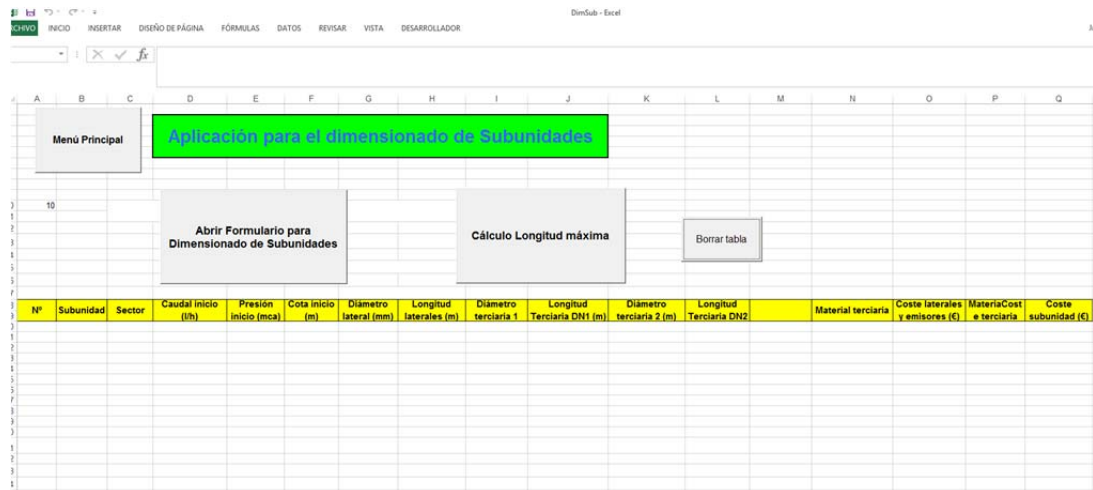 DimSub - Excel
INICIO INSERTAR DISEÑO DE PÁGINA FÓRMULAS DATOS REVISAR VISTA DESARROLLADOR
fx
A B C D E F G H I J K L M N O P Q
Menú Principal
Aplicación para el dimensionado de Subunidades
10
Abrir Formulario para
Dimensionado de Subunidades
Cálculo Longitud máxima
Borrar tabla
Nº Subunidad Sector Caudal inicio (l/h) Presión inicio (mca) Cota inicio (m) Diámetro lateral (mm) Longitud laterales (m) Diámetro terciaria 1 Longitud Terciaria DN1 (m) Diámetro terciaria 2 (m) Longitud Terciaria DN2 Material terciaria Coste laterales y emisores (€) MateriaCost e terciaria Coste subunidad (€)